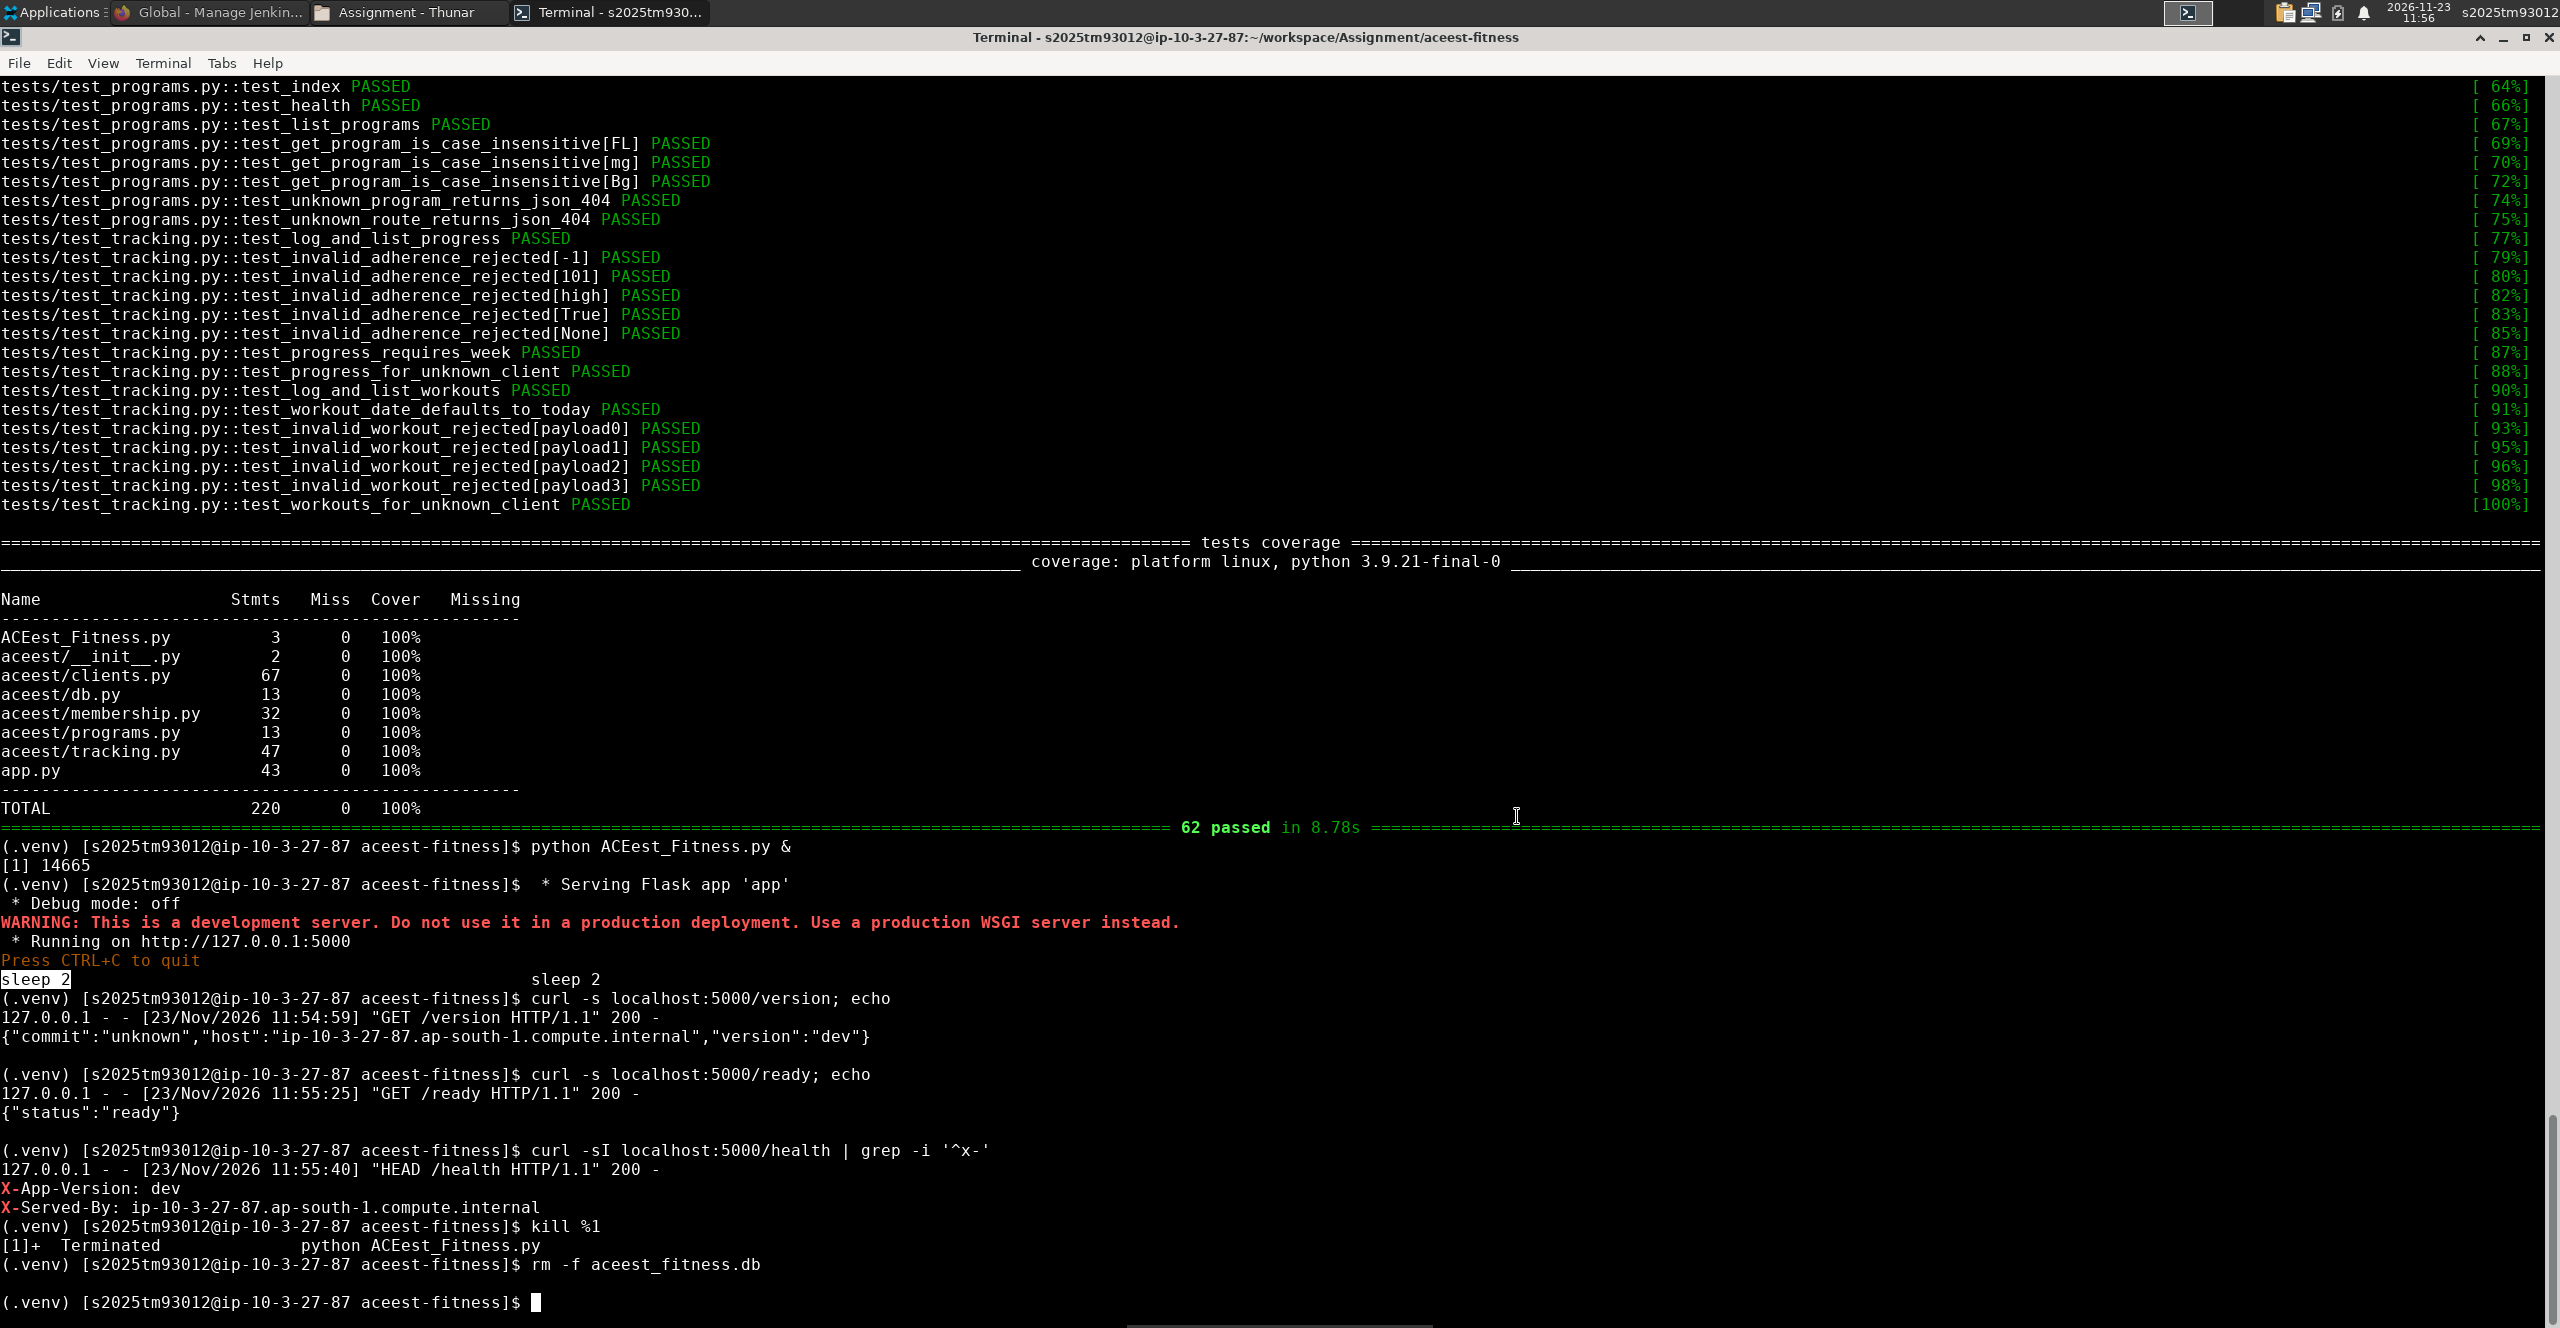 Applications
Global - Manage Jenkin...
Assignment - Thunar
Terminal - s2025tm930...
2026-11-23
11:56
s2025tm93012
Terminal - s2025tm93012@ip-10-3-27-87:~/workspace/Assignment/aceest-fitness
File Edit View Terminal Tabs Help
tests/test_programs.py::test_index PASSED [ 64%]
tests/test_programs.py::test_health PASSED [ 66%]
tests/test_programs.py::test_list_programs PASSED [ 67%]
tests/test_programs.py::test_get_program_is_case_insensitive[FL] PASSED [ 69%]
tests/test_programs.py::test_get_program_is_case_insensitive[mg] PASSED [ 70%]
tests/test_programs.py::test_get_program_is_case_insensitive[Bg] PASSED [ 72%]
tests/test_programs.py::test_unknown_program_returns_json_404 PASSED [ 74%]
tests/test_programs.py::test_unknown_route_returns_json_404 PASSED [ 75%]
tests/test_tracking.py::test_log_and_list_progress PASSED [ 77%]
tests/test_tracking.py::test_invalid_adherence_rejected[-1] PASSED [ 79%]
tests/test_tracking.py::test_invalid_adherence_rejected[101] PASSED [ 80%]
tests/test_tracking.py::test_invalid_adherence_rejected[high] PASSED [ 82%]
tests/test_tracking.py::test_invalid_adherence_rejected[True] PASSED [ 83%]
tests/test_tracking.py::test_invalid_adherence_rejected[None] PASSED [ 85%]
tests/test_tracking.py::test_progress_requires_week PASSED [ 87%]
tests/test_tracking.py::test_progress_for_unknown_client PASSED [ 88%]
tests/test_tracking.py::test_log_and_list_workouts PASSED [ 90%]
tests/test_tracking.py::test_workout_date_defaults_to_today PASSED [ 91%]
tests/test_tracking.py::test_invalid_workout_rejected[payload0] PASSED [ 93%]
tests/test_tracking.py::test_invalid_workout_rejected[payload1] PASSED [ 95%]
tests/test_tracking.py::test_invalid_workout_rejected[payload2] PASSED [ 96%]
tests/test_tracking.py::test_invalid_workout_rejected[payload3] PASSED [ 98%]
tests/test_tracking.py::test_workouts_for_unknown_client PASSED [100%]
tests coverage
coverage: platform linux, python 3.9.21-final-0
Name Stmts Miss Cover Missing
----------------------------------------------------
ACEest_Fitness.py 3 0 100%
aceest/__init__.py 2 0 100%
aceest/clients.py 67 0 100%
aceest/db.py 13 0 100%
aceest/membership.py 32 0 100%
aceest/programs.py 13 0 100%
aceest/tracking.py 47 0 100%
app.py 43 0 100%
----------------------------------------------------
TOTAL 220 0 100%
62 passed in 8.78s
(.venv) [s2025tm93012@ip-10-3-27-87 aceest-fitness]$ python ACEest_Fitness.py &
[1] 14665
(.venv) [s2025tm93012@ip-10-3-27-87 aceest-fitness]$  * Serving Flask app 'app'
 * Debug mode: off
WARNING: This is a development server. Do not use it in a production deployment. Use a production WSGI server instead.
 * Running on http://127.0.0.1:5000
Press CTRL+C to quit
sleep 2 sleep 2
(.venv) [s2025tm93012@ip-10-3-27-87 aceest-fitness]$ curl -s localhost:5000/version; echo
127.0.0.1 - - [23/Nov/2026 11:54:59] "GET /version HTTP/1.1" 200 -
{"commit":"unknown","host":"ip-10-3-27-87.ap-south-1.compute.internal","version":"dev"}
(.venv) [s2025tm93012@ip-10-3-27-87 aceest-fitness]$ curl -s localhost:5000/ready; echo
127.0.0.1 - - [23/Nov/2026 11:55:25] "GET /ready HTTP/1.1" 200 -
{"status":"ready"}
(.venv) [s2025tm93012@ip-10-3-27-87 aceest-fitness]$ curl -sI localhost:5000/health | grep -i '^x-'
127.0.0.1 - - [23/Nov/2026 11:55:40] "HEAD /health HTTP/1.1" 200 -
X-App-Version: dev
X-Served-By: ip-10-3-27-87.ap-south-1.compute.internal
(.venv) [s2025tm93012@ip-10-3-27-87 aceest-fitness]$ kill %1
[1]+  Terminated              python ACEest_Fitness.py
(.venv) [s2025tm93012@ip-10-3-27-87 aceest-fitness]$ rm -f aceest_fitness.db
(.venv) [s2025tm93012@ip-10-3-27-87 aceest-fitness]$